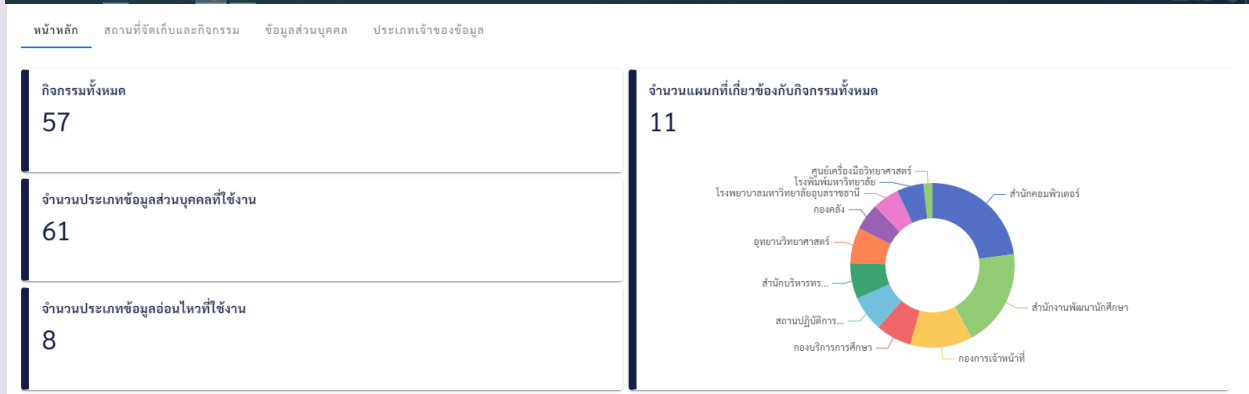 หน้าหลัก สถานที่จัดเก็บและกิจกรรม ข้อมูลส่วนบุคคล ประเภทเจ้าของข้อมูล
กิจกรรมทั้งหมด
57
จำนวนประเภทข้อมูลส่วนบุคคลที่ใช้งาน
61
จำนวนประเภทข้อมูลอ่อนไหวที่ใช้งาน
8
จำนวนแผนกที่เกี่ยวข้องกับกิจกรรมทั้งหมด
11
ศูนย์เครื่องมือวิทยาศาสตร์
โรงพิมพ์มหาวิทยาลัย
โรงพยาบาลมหาวิทยาลัยอุบลราชธานี
กองคลัง
อุทยานวิทยาศาสตร์
สำนักบริหารทร...
สถานปฏิบัติการ...
กองบริการการศึกษา
สำนักคอมพิวเตอร์
สำนักงานพัฒนานักศึกษา
กองการเจ้าหน้าที่